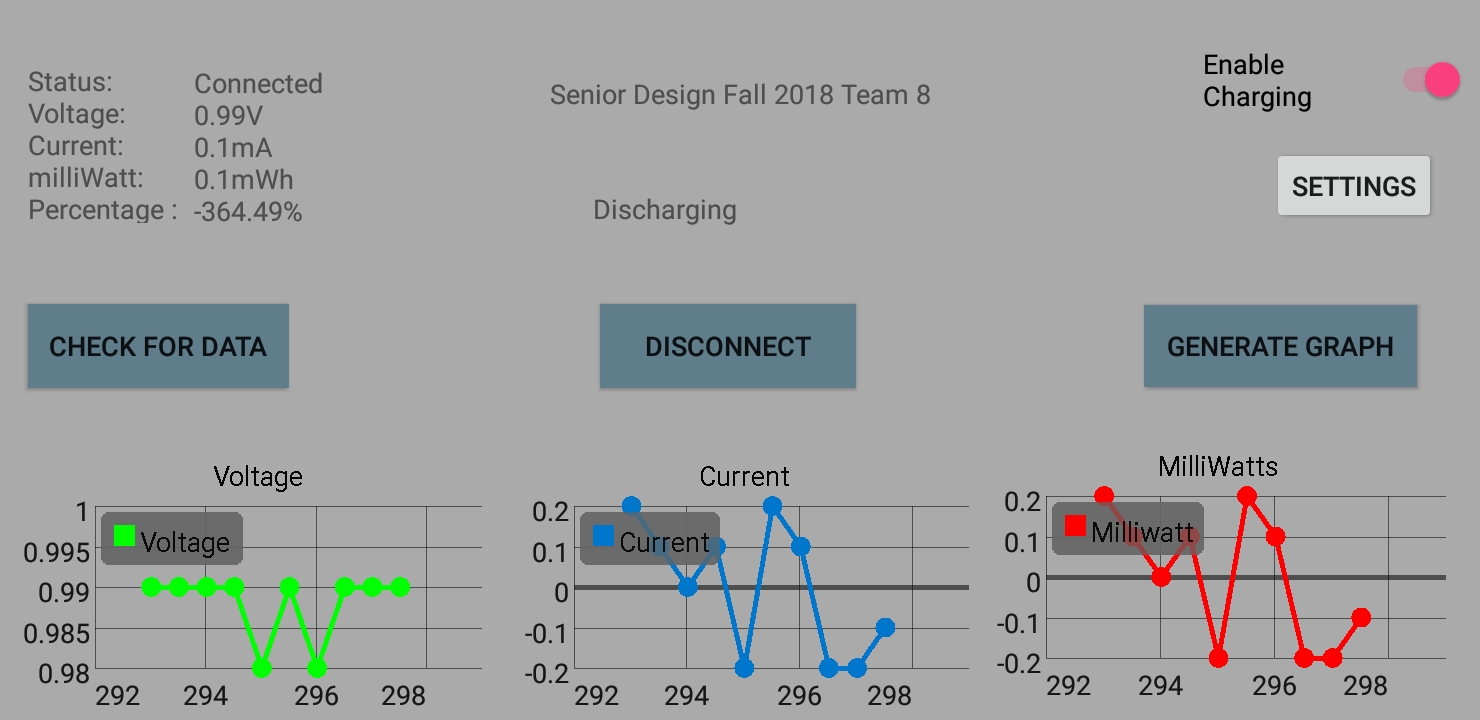 Status: Connected
Voltage: 0.99V
Current: 0.1mA
milliWatt: 0.1mWh
Percentage : -364.49%
Senior Design Fall 2018 Team 8
Discharging
Enable
Charging
SETTINGS
CHECK FOR DATA
DISCONNECT
GENERATE GRAPH
Voltage
1
0.995
0.99
0.985
0.98
Voltage
292 294 296 298
Current
0.2
0.1
0
-0.1
-0.2
Current
292 294 296 298
MilliWatts
0.2
0.1
0
-0.1
-0.2
Milliwatt
292 294 296 298